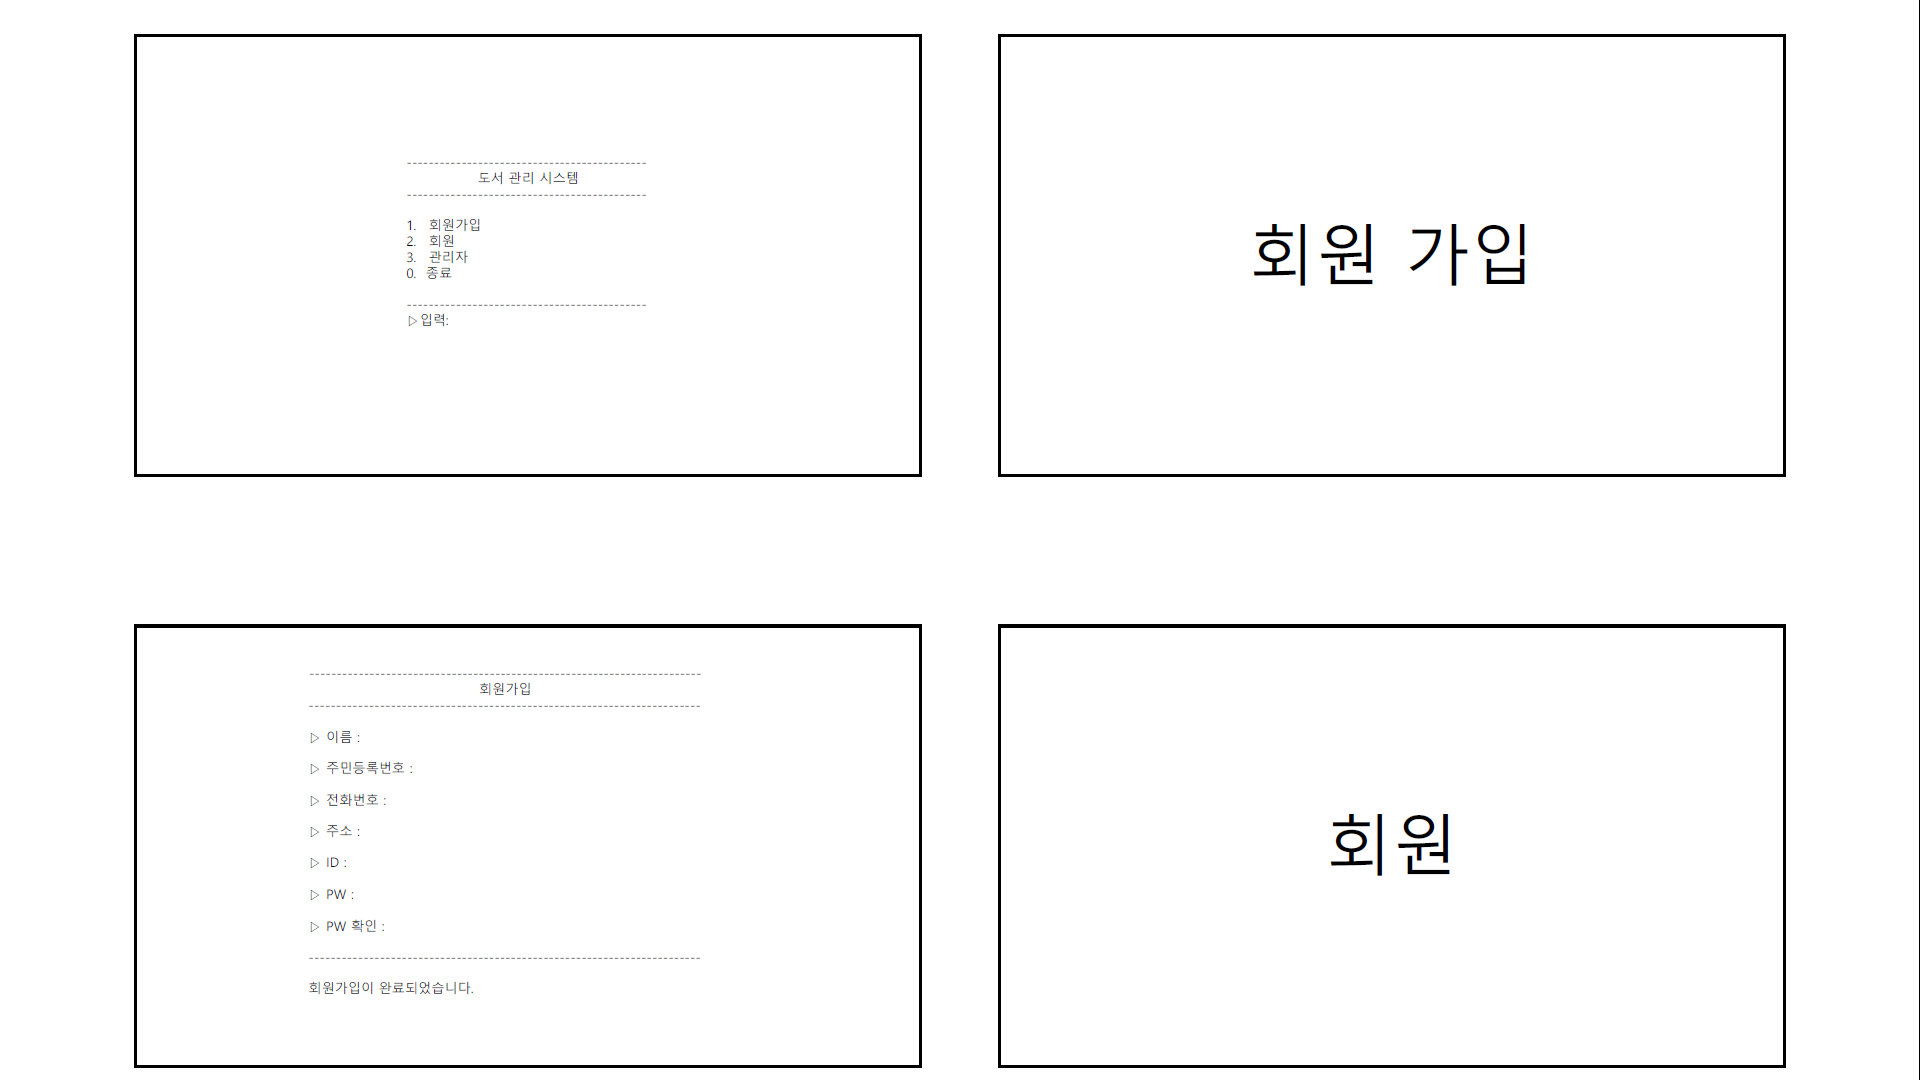 -------------------------------------------
도서 관리 시스템
-------------------------------------------
1. 회원가입
2. 회원
3. 관리자
0. 종료
-------------------------------------------
▷입력:
회원 가입
-----------------------------------------------------------------------
회원가입
-----------------------------------------------------------------------
▷ 이름 :
▷ 주민등록번호 :
▷ 전화번호 :
▷ 주소 :
▷ ID :
▷ PW :
▷ PW 확인 :
-----------------------------------------------------------------------
회원가입이 완료되었습니다.
회원